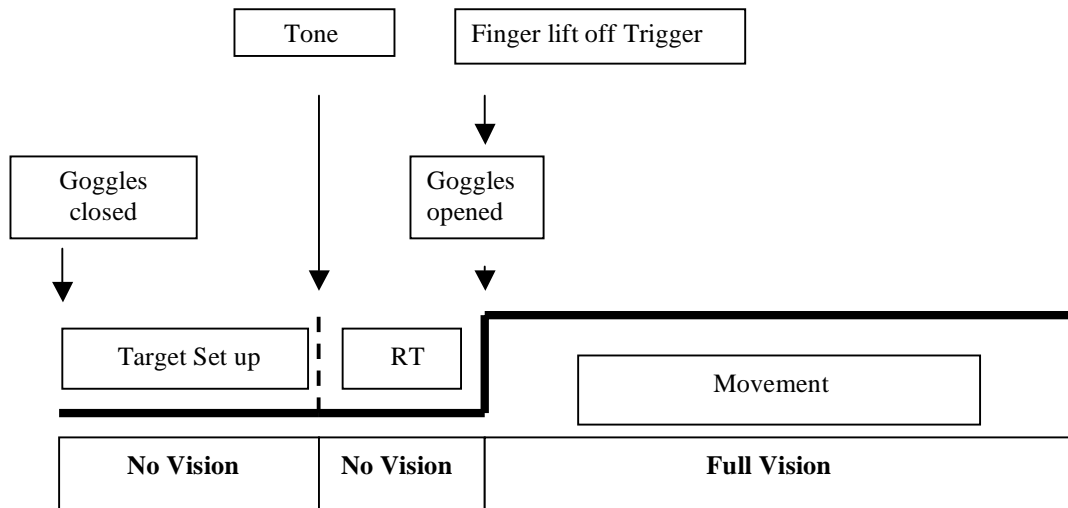 Tone
Finger lift off Trigger
Goggles
closed
Goggles
opened
Target Set up
RT
Movement
No Vision
No Vision
Full Vision